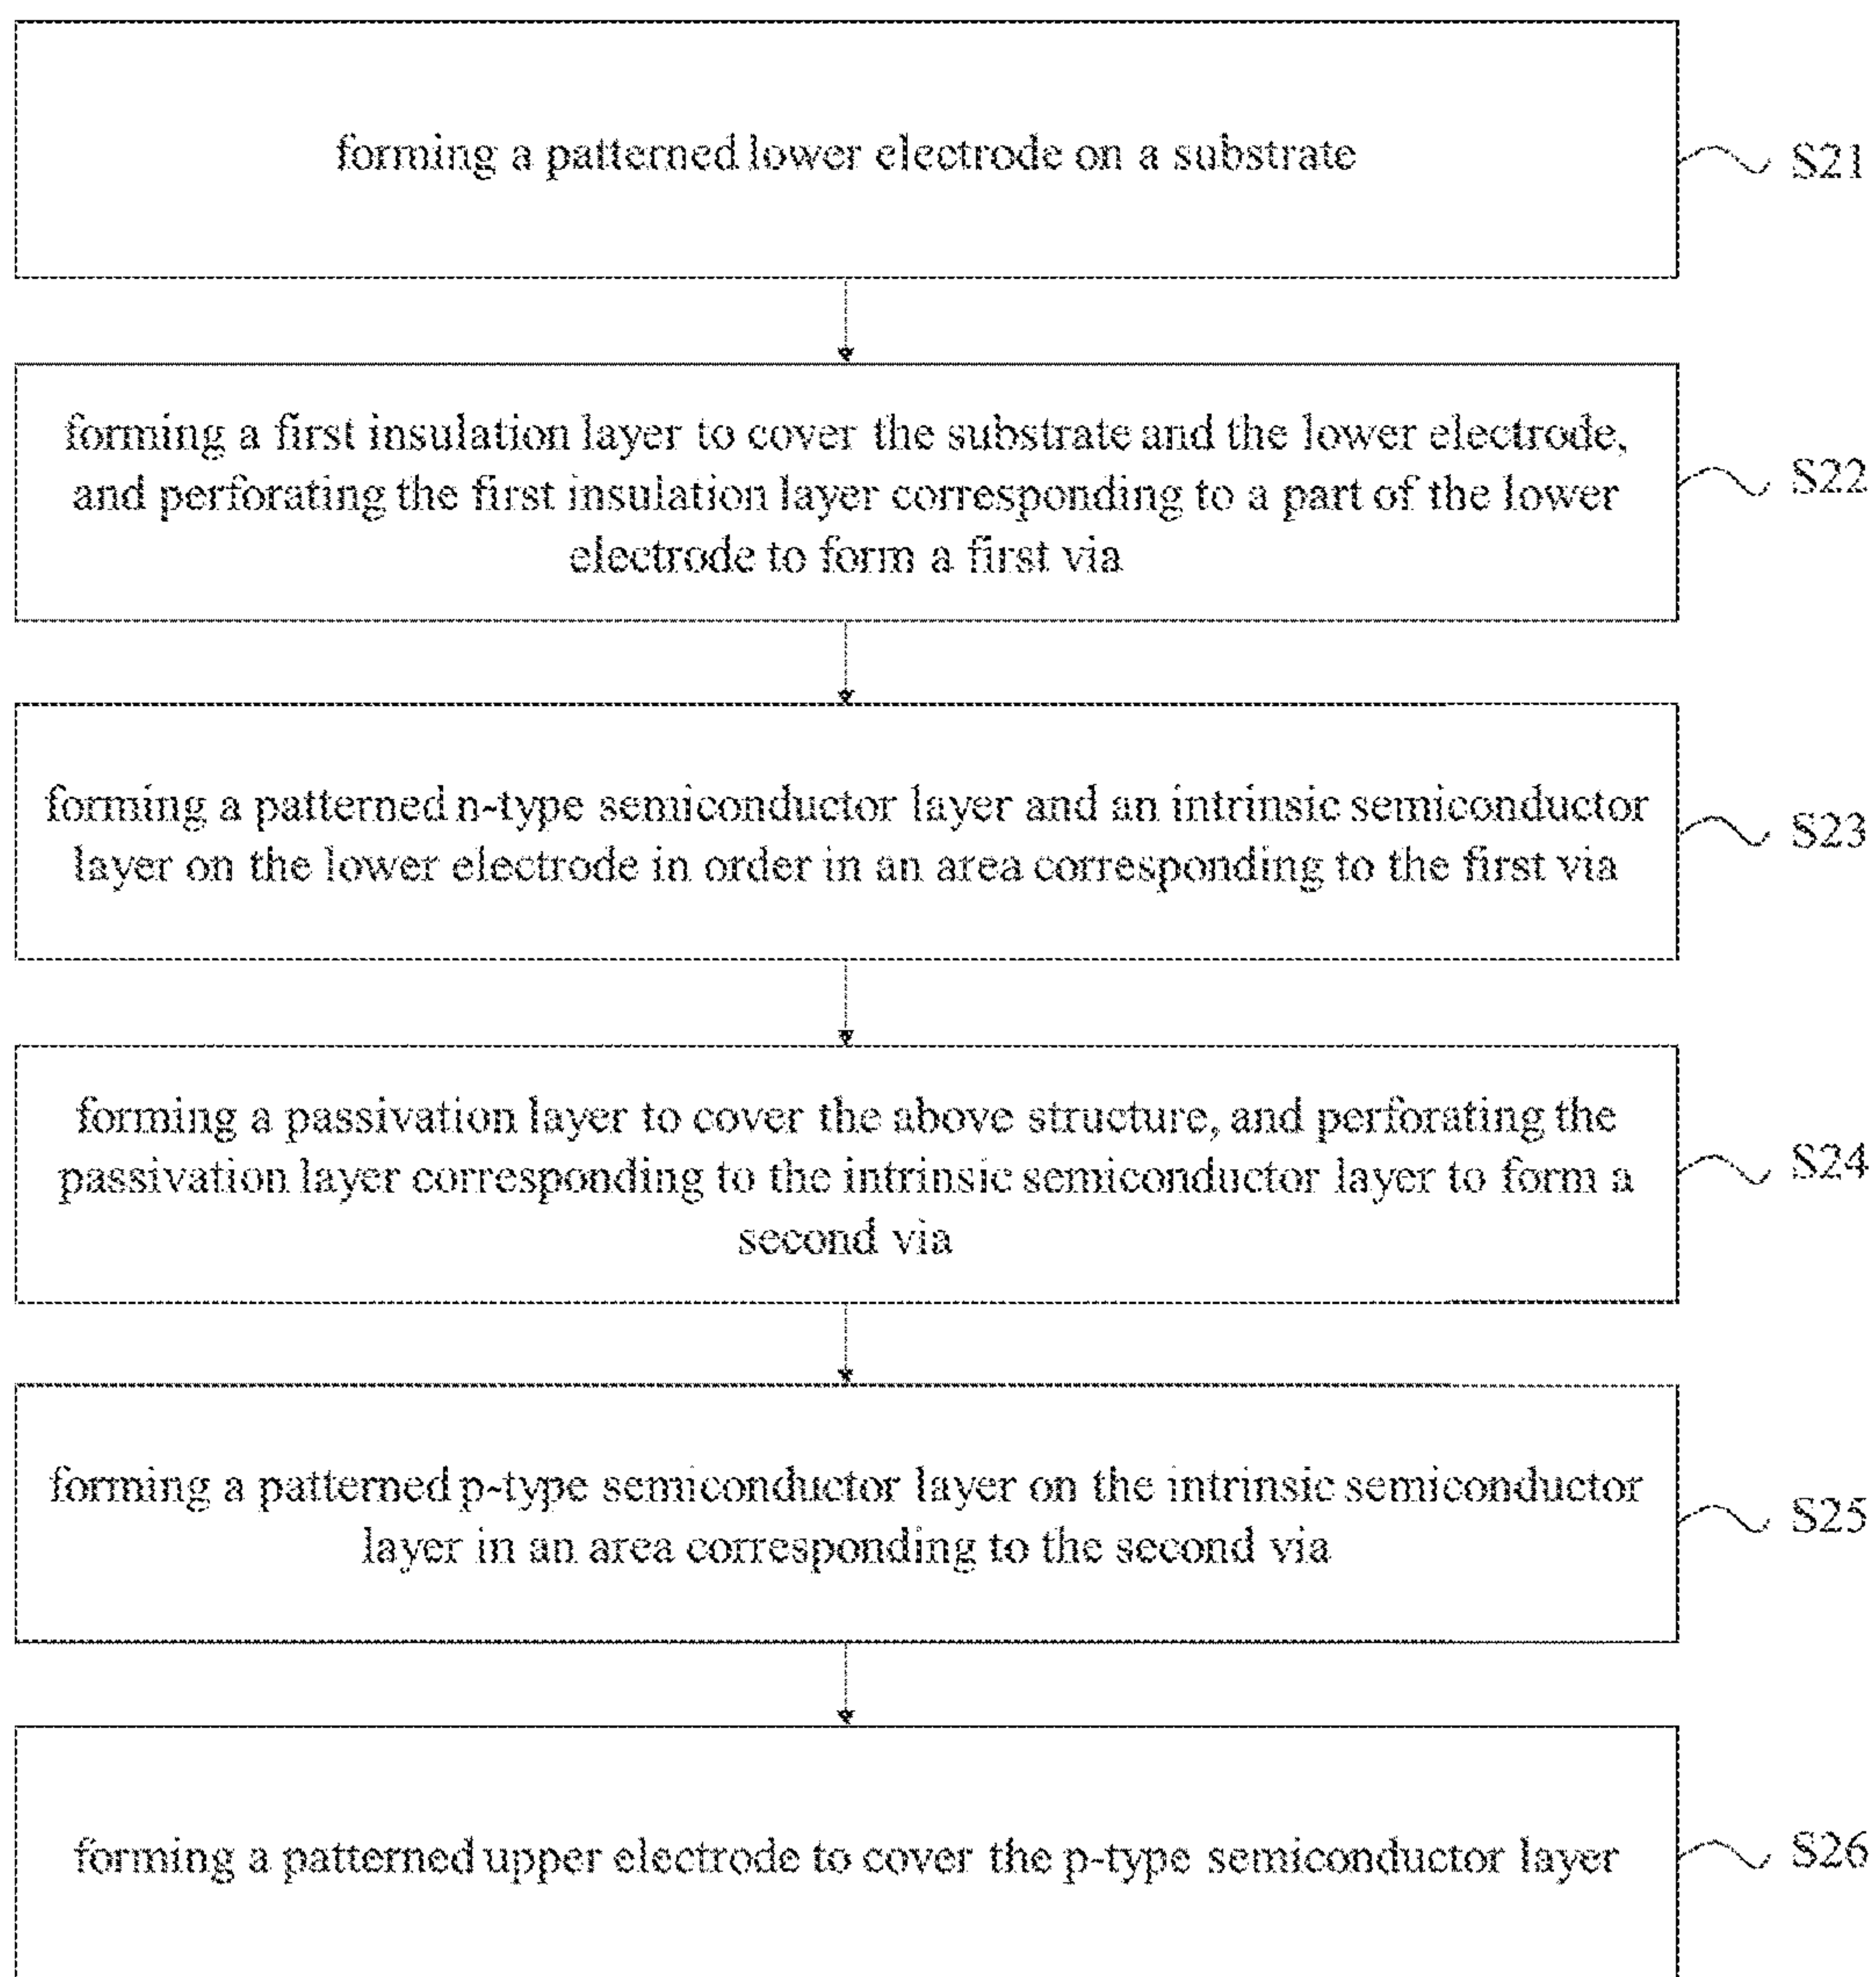 forming a patterned lower electrode on a substrate
S21
forming a first insulation layer to cover the substrate and the lower electrode,
and perforating the first insulation layer corresponding to a part of the lower
electrode to form a first via
S22
forming a patterned n-type semiconductor layer and an intrinsic semiconductor
layer on the lower electrode in order in an area corresponding to the first via
S23
forming a passivation layer to cover the above structure, and perforating the
passivation layer corresponding to the intrinsic semiconductor layer to form a
second via
S24
forming a patterned p-type semiconductor layer on the intrinsic semiconductor
layer in an area corresponding to the second via
S25
forming a patterned upper electrode to cover the p-type semiconductor layer
S26